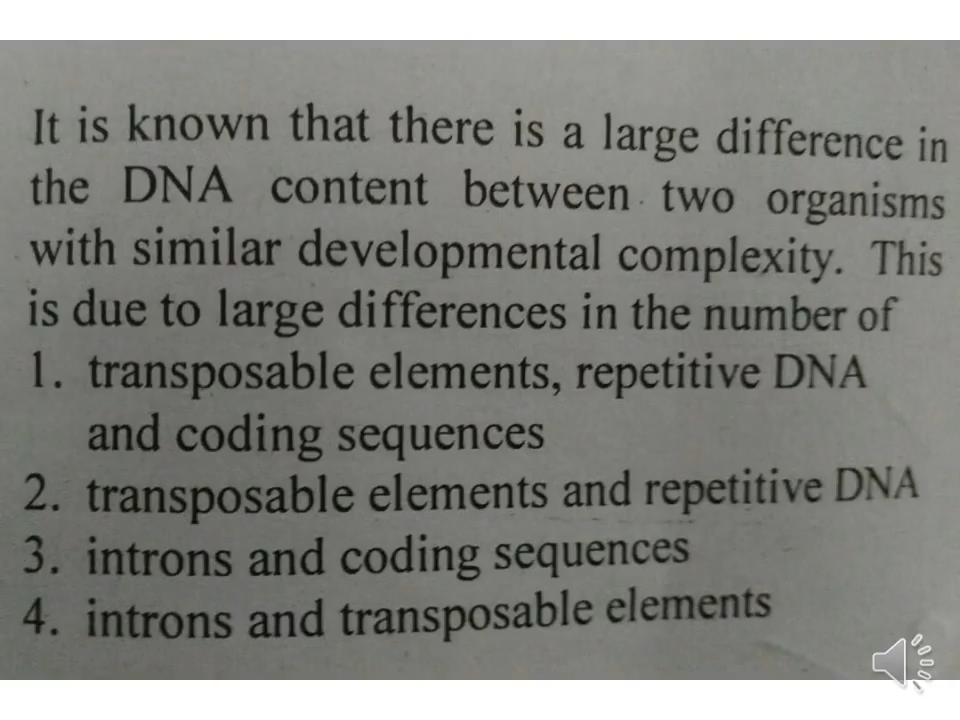 It is known that there is a large difference in
the DNA content between two organisms
with similar developmental complexity. This
is due to large differences in the number of
1. transposable elements, repetitive DNA
and coding sequences
2. transposable elements and repetitive DNA
3. introns and coding sequences
4. introns and transposable elements